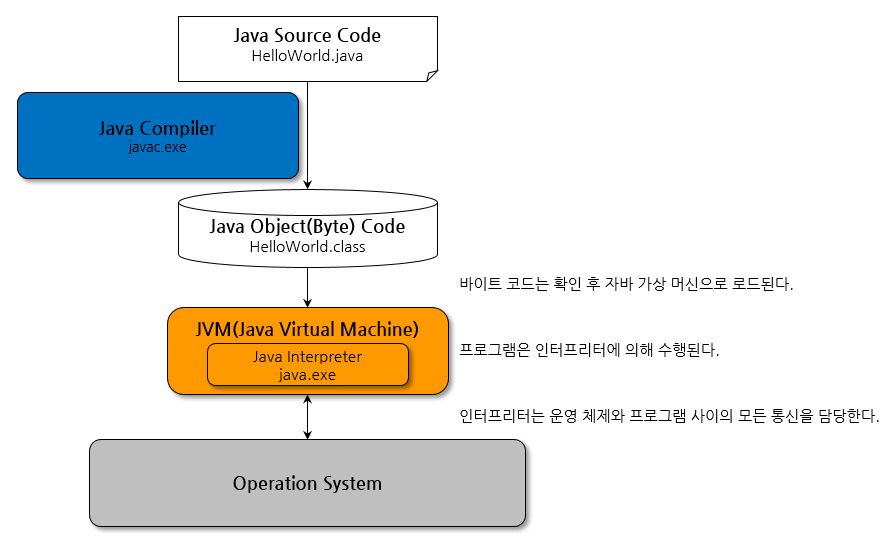 Java Source Code
HelloWorld.java
Java Compiler
javac.exe
Java Object(Byte) Code
HelloWorld.class
바이트 코드는 확인 후 자바 가상 머신으로 로드된다.
JVM(Java Virtual Machine)
Java Interpreter
java.exe
프로그램은 인터프리터에 의해 수행된다.
인터프리터는 운영 체제와 프로그램 사이의 모든 통신을 담당한다.
Operation System